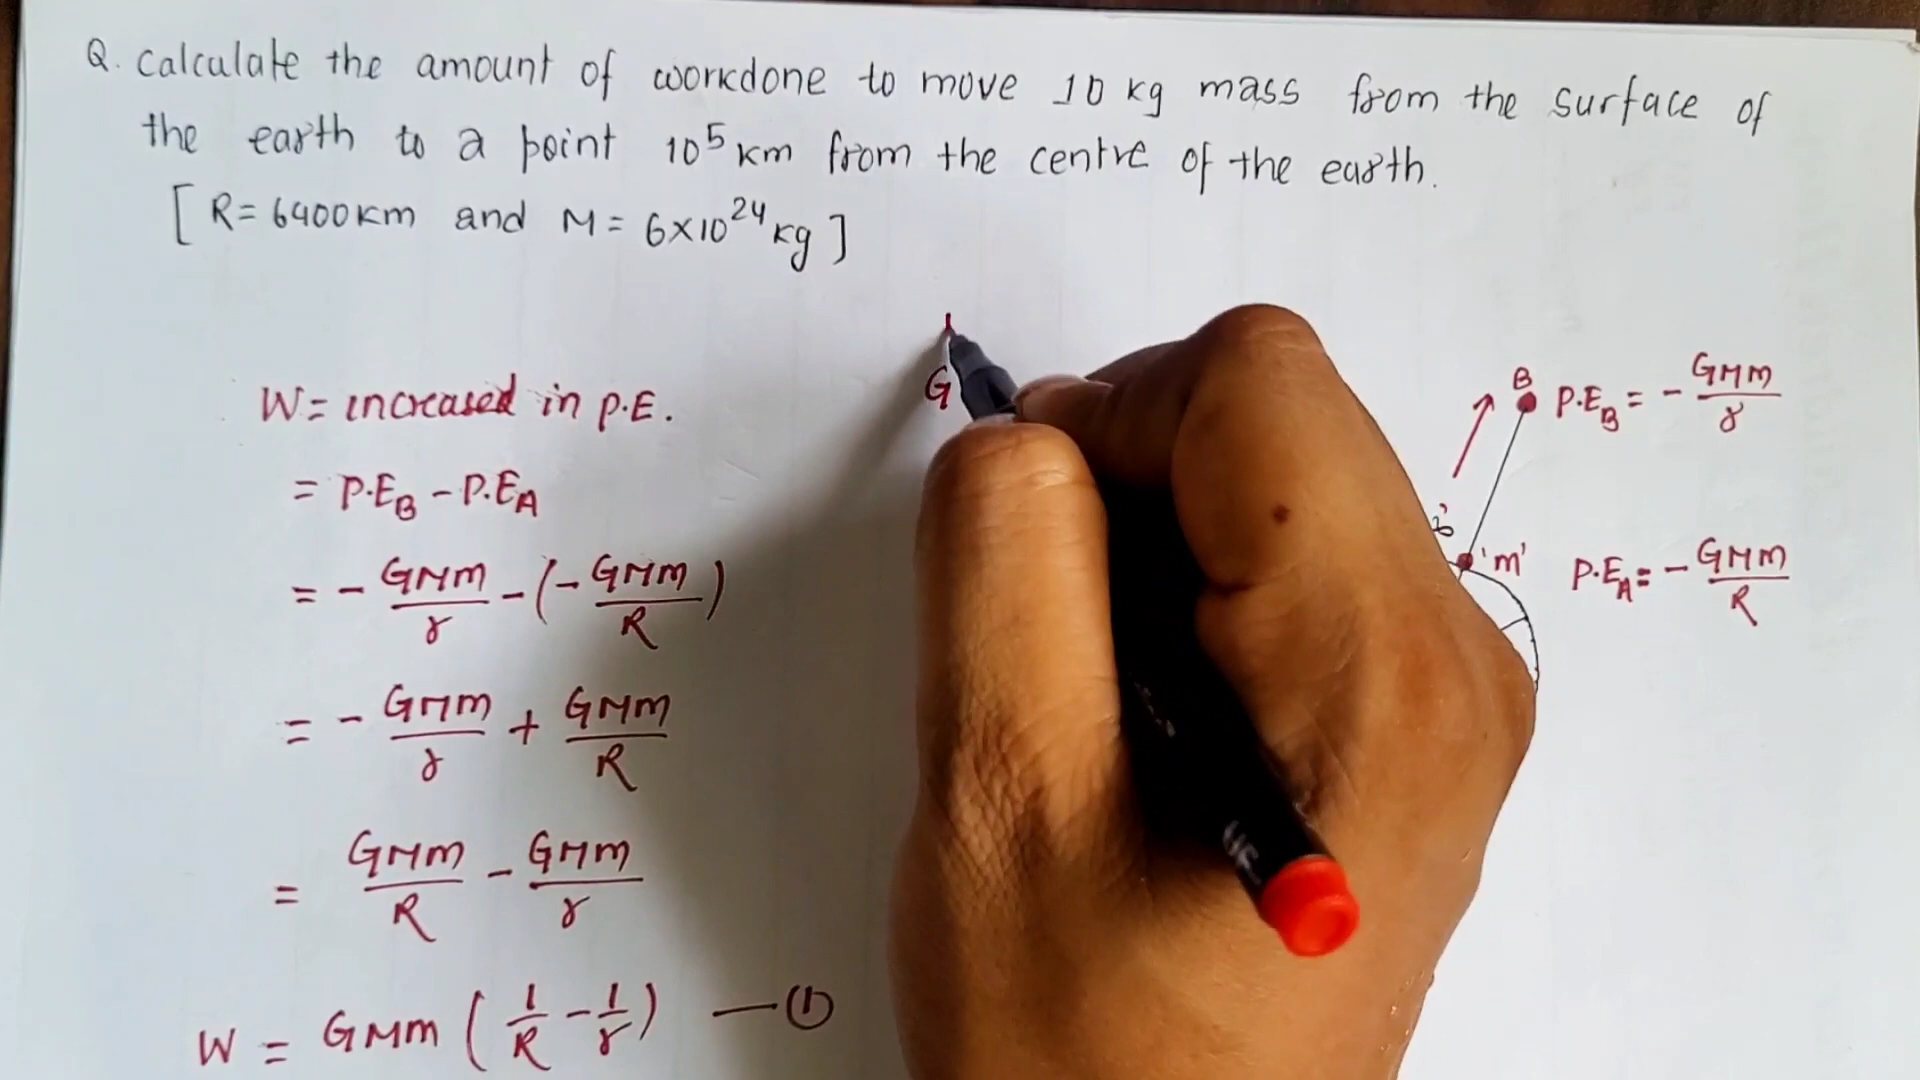 Q. Calculate the amount of workdone to move 10 kg mass from the surface of
the earth to a point 10⁵ km from the centre of the earth.
[R = 6400 km and M = 6×10²⁴ kg]
W = increased in P.E.
= P.E_B - P.E_A
= - GMm/r - (- GMm/R)
= - GMm/r + GMm/R
= GMm/R - GMm/r
W = GMm (1/R - 1/r) — ①
G
B P.E_B = - GMm/r
'm' P.E_A = - GMm/R